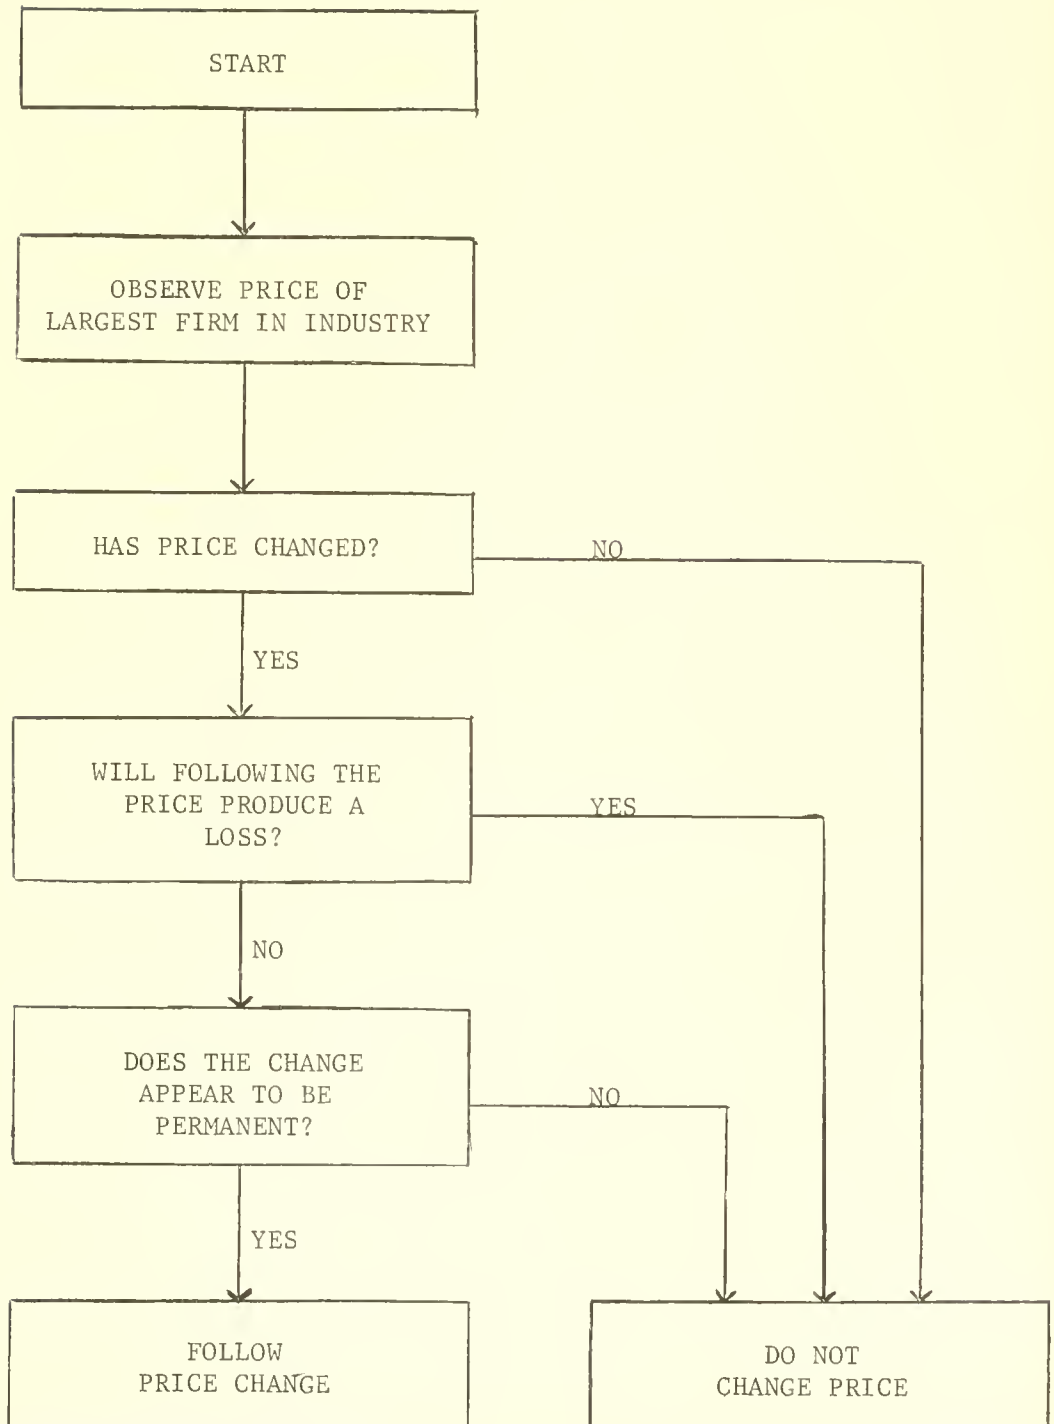 START
OBSERVE PRICE OF
LARGEST FIRM IN INDUSTRY
HAS PRICE CHANGED?
NO
YES
WILL FOLLOWING THE
PRICE PRODUCE A
LOSS?
YES
NO
DOES THE CHANGE
APPEAR TO BE
PERMANENT?
NO
YES
FOLLOW
PRICE CHANGE
DO NOT
CHANGE PRICE